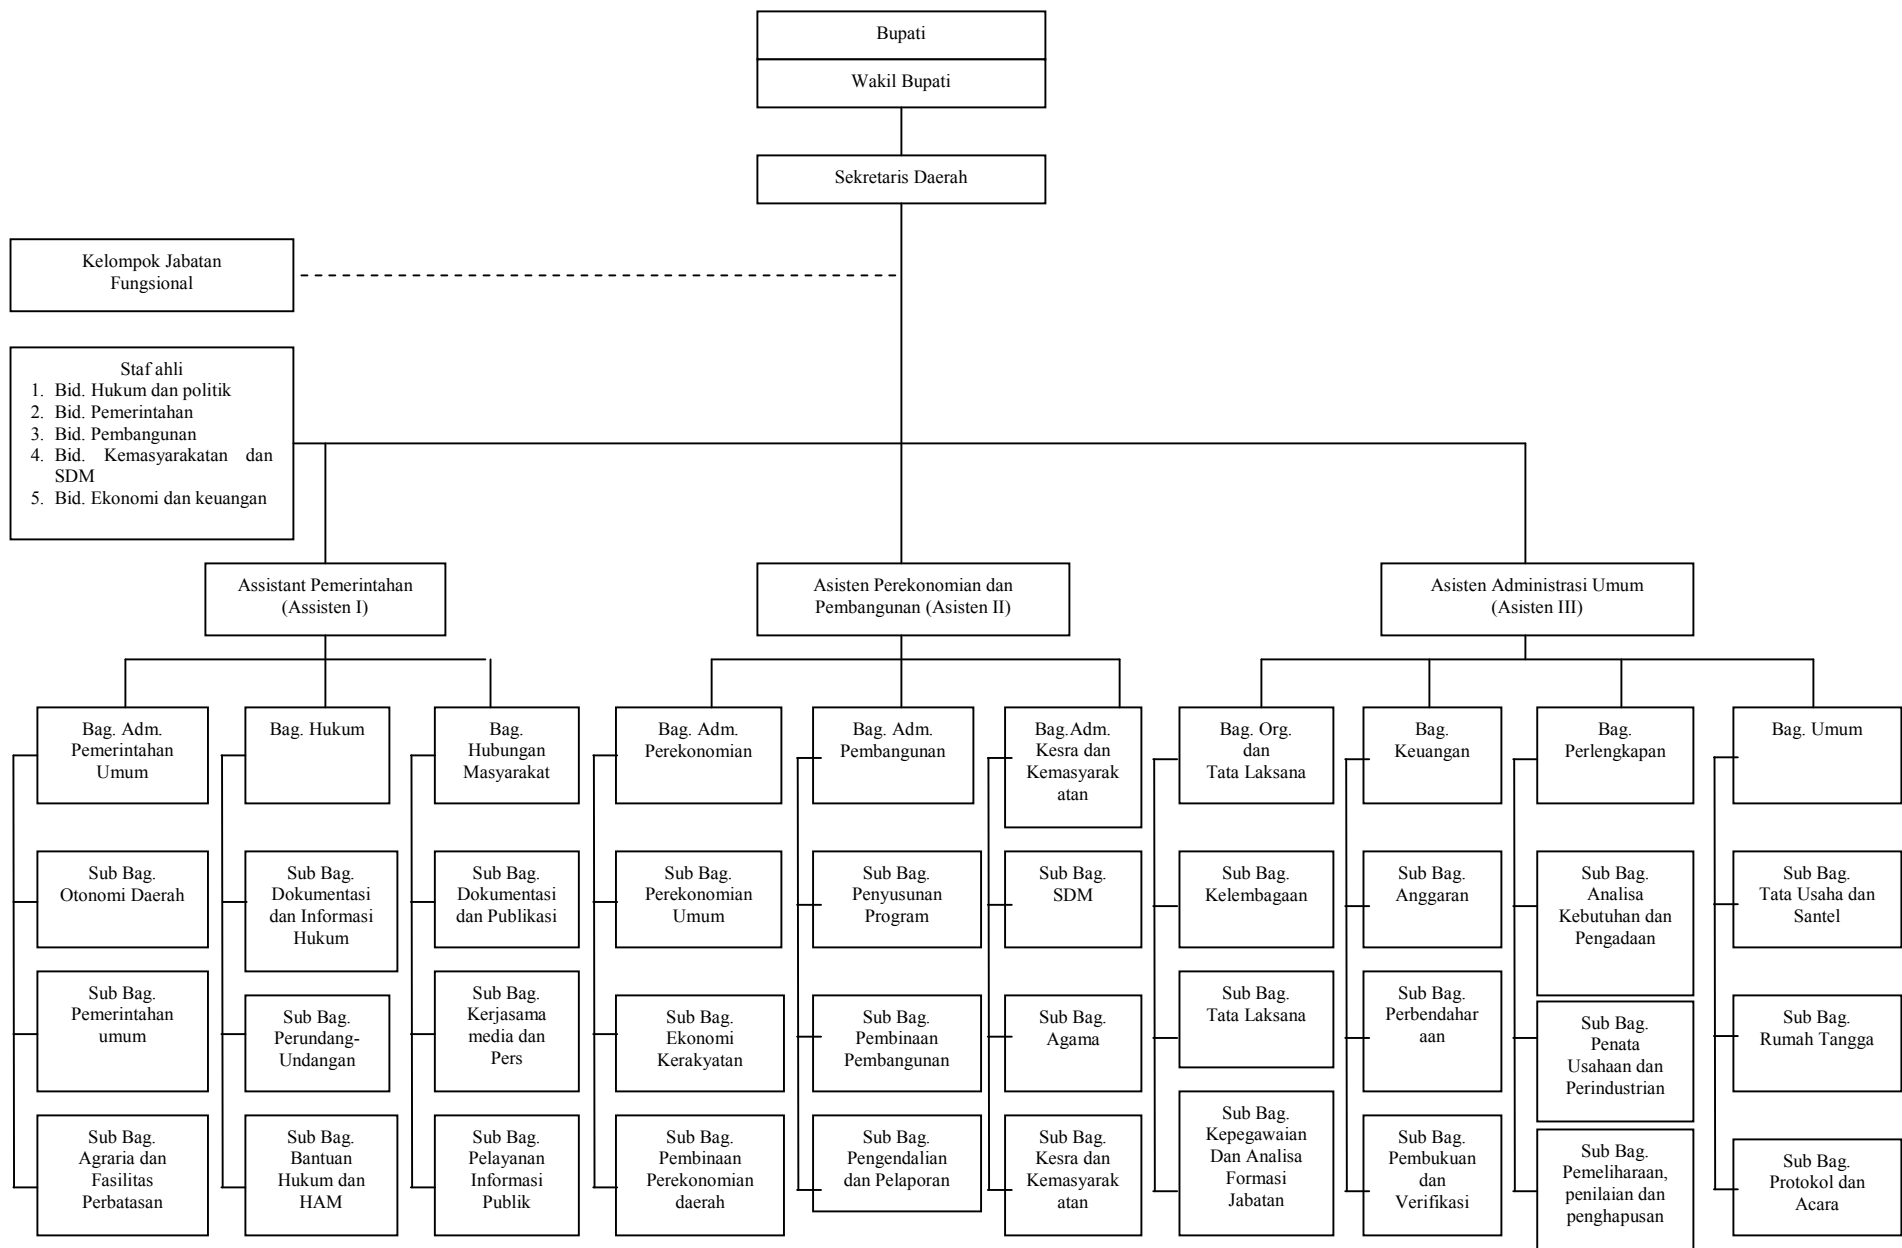 Bupati
Wakil Bupati
Sekretaris Daerah
Kelompok Jabatan
Fungsional
Staf ahli
1. Bid. Hukum dan politik
2. Bid. Pemerintahan
3. Bid. Pembangunan
4. Bid. Kemasyarakatan dan
SDM
5. Bid. Ekonomi dan keuangan
Assistant Pemerintahan
(Assisten I)
Asisten Perekonomian dan
Pembangunan (Asisten II)
Asisten Administrasi Umum
(Asisten III)
Bag. Adm.
Pemerintahan
Umum
Bag. Hukum
Bag.
Hubungan
Masyarakat
Bag. Adm.
Perekonomian
Bag. Adm.
Pembangunan
Bag.Adm.
Kesra dan
Kemasyarak
atan
Bag. Org.
dan
Tata Laksana
Bag.
Keuangan
Bag.
Perlengkapan
Bag. Umum
Sub Bag.
Otonomi Daerah
Sub Bag.
Dokumentasi
dan Informasi
Hukum
Sub Bag.
Dokumentasi
dan Publikasi
Sub Bag.
Perekonomian
Umum
Sub Bag.
Penyusunan
Program
Sub Bag.
SDM
Sub Bag.
Kelembagaan
Sub Bag.
Anggaran
Sub Bag.
Analisa
Kebutuhan dan
Pengadaan
Sub Bag.
Tata Usaha dan
Santel
Sub Bag.
Pemerintahan
umum
Sub Bag.
Perundang-
Undangan
Sub Bag.
Kerjasama
media dan
Pers
Sub Bag.
Ekonomi
Kerakyatan
Sub Bag.
Pembinaan
Pembangunan
Sub Bag.
Agama
Sub Bag.
Tata Laksana
Sub Bag.
Perbendahar
aan
Sub Bag.
Penata
Usahaan dan
Perindustrian
Sub Bag.
Rumah Tangga
Sub Bag.
Agraria dan
Fasilitas
Perbatasan
Sub Bag.
Bantuan
Hukum dan
HAM
Sub Bag.
Pelayanan
Informasi
Publik
Sub Bag.
Pembinaan
Perekonomian
daerah
Sub Bag.
Pengendalian
dan Pelaporan
Sub Bag.
Kesra dan
Kemasyarak
atan
Sub Bag.
Kepegawaian
Dan Analisa
Formasi
Jabatan
Sub Bag.
Pembukuan
dan
Verifikasi
Sub Bag.
Pemeliharaan,
penilaian dan
penghapusan
Sub Bag.
Protokol dan
Acara